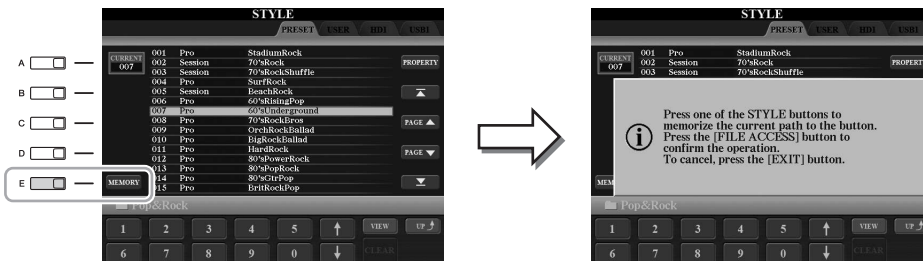 STYLE
PRESET USER HD1 USB1
CURRENT
007
001 Pro StadiumRock
002 Session 70'sRock
003 Session 70'sRockShuffle
004 Pro SurfRock
005 Session BeachRock
006 Pro 60'sRisingPop
007 Pro 60'sUnderground
008 Pro 70'sRockBros
009 Pro OrchRockBallad
010 Pro BigRockBallad
011 Pro HardRock
012 Pro 80'sPowerRock
013 Pro 80'sPopRock
014 Pro 80'sGtrPop
015 Pro BritRockPop
PROPERTY
PAGE
PAGE
A
B
C
D
E
MEMORY
Pop&Rock
1 2 3 4 5 VIEW UP
6 7 8 9 0 CLEAR
STYLE
PRESET USER HD1 USB1
CURRENT
007
001 Pro StadiumRock
002 Session 70'sRock
003 Session 70'sRockShuffle
PROPERT
Press one of the STYLE buttons to
memorize the current path to the button.
Press the [FILE ACCESS] button to
confirm the operation.
To cancel, press the [EXIT] button.
MEM
Pop&Rock
1 2 3 4 5 VIEW UP
6 7 8 9 0 CLEAR